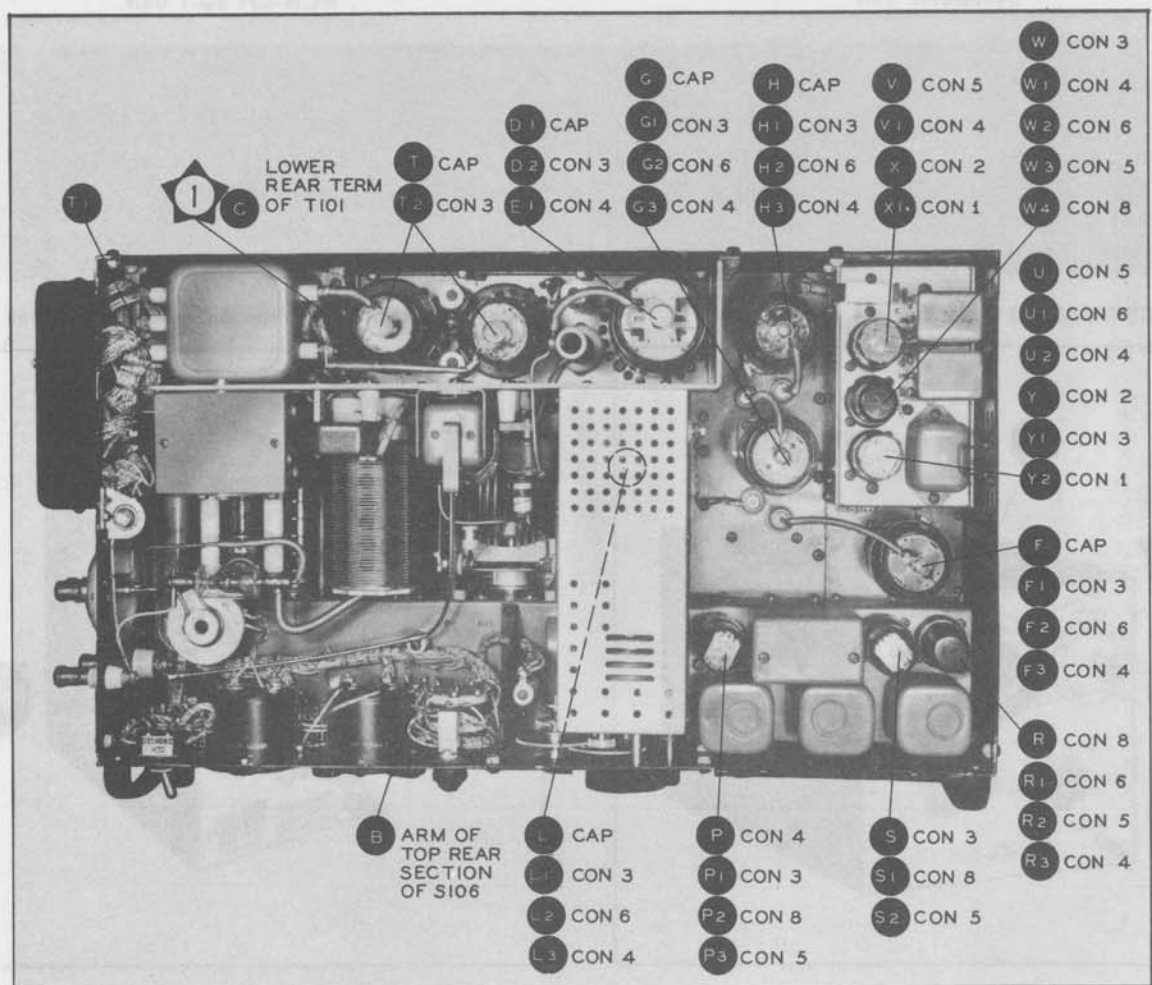 W CON 3
G CAP
H CAP
V CON 5
W1 CON 4
D1 CAP
G1 CON 3
H1 CON 3
V1 CON 4
W2 CON 6
1
C LOWER REAR TERM OF T101
T CAP
D2 CON 3
G2 CON 6
H2 CON 6
X CON 2
W3 CON 5
T1
T2 CON 3
E1 CON 4
G3 CON 4
H3 CON 4
X1 CON 1
W4 CON 8
U CON 5
U1 CON 6
U2 CON 4
Y CON 2
Y1 CON 3
Y2 CON 1
F CAP
F1 CON 3
F2 CON 6
F3 CON 4
R CON 8
R1 CON 6
R2 CON 5
R3 CON 4
B ARM OF
TOP REAR
SECTION
OF S106
L CAP
L1 CON 3
L2 CON 6
L3 CON 4
P CON 4
P1 CON 3
P2 CON 8
P3 CON 5
S CON 3
S1 CON 8
S2 CON 5